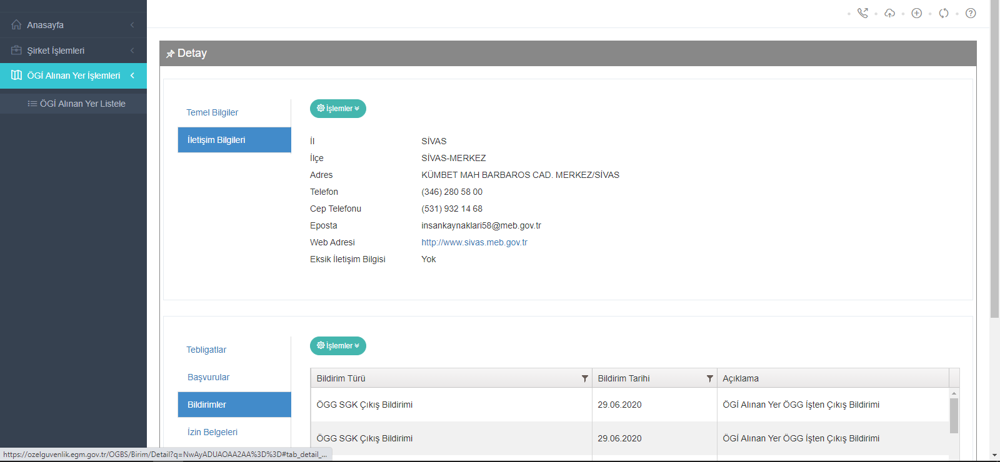 Anasayfa
Şirket İşlemleri
ÖGİ Alınan Yer İşlemleri
ÖGİ Alınan Yer Listele
Detay
Temel Bilgiler
İletişim Bilgileri
İşlemler
İl SİVAS
İlçe SİVAS-MERKEZ
Adres KÜMBET MAH BARBAROS CAD. MERKEZ/SİVAS
Telefon (346) 280 58 00
Cep Telefonu (531) 932 14 68
Eposta insankaynaklari58@meb.gov.tr
Web Adresi http://www.sivas.meb.gov.tr
Eksik İletişim Bilgisi Yok
Tebligatlar
Başvurular
Bildirimler
İzin Belgeleri
İşlemler
Bildirim Türü Bildirim Tarihi Açıklama
ÖGG SGK Çıkış Bildirimi 29.06.2020 ÖGİ Alınan Yer ÖGG İşten Çıkış Bildirimi
ÖGG SGK Çıkış Bildirimi 29.06.2020 ÖGİ Alınan Yer ÖGG İşten Çıkış Bildirimi
https://ozelguvenlik.egm.gov.tr/OGBS/Birim/Detail?q=NwAyADUAOAA2AA%3D%3D#tab_detail_...